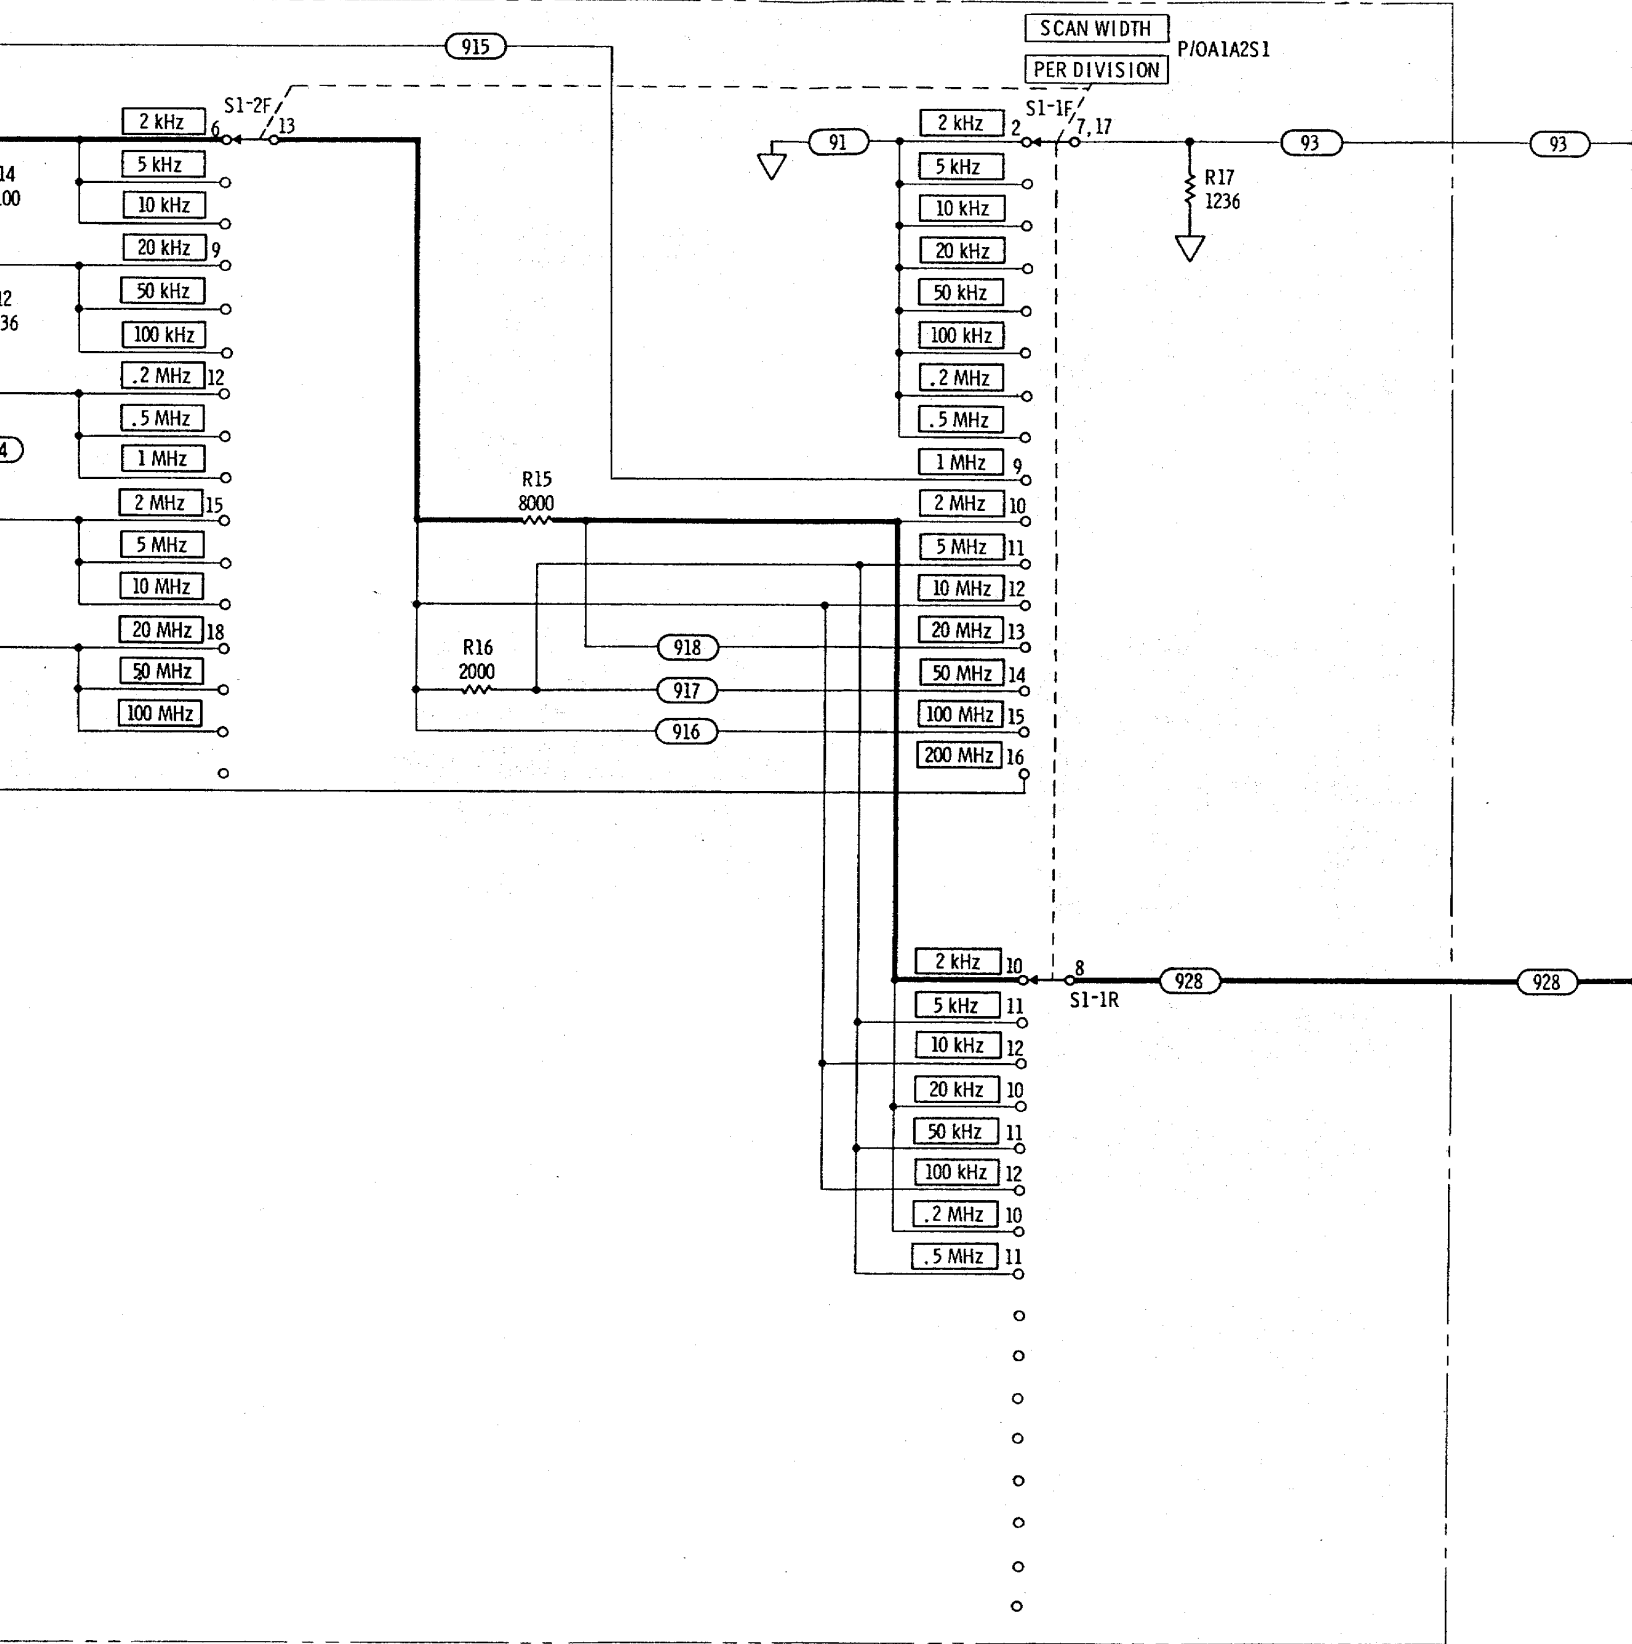 SCAN WIDTH
PER DIVISION
P/OA1A2S1
915
S1-2F
2 kHz
6
13
5 kHz
10 kHz
20 kHz 9
50 kHz
100 kHz
.2 MHz 12
.5 MHz
1 MHz
2 MHz 15
5 MHz
10 MHz
20 MHz 18
50 MHz
100 MHz
14
100
12
36
4
R15
8000
R16
2000
918
917
916
91
S1-1F
2 kHz 2
7,17
5 kHz
10 kHz
20 kHz
50 kHz
100 kHz
.2 MHz
.5 MHz
1 MHz 9
2 MHz 10
5 MHz 11
10 MHz 12
20 MHz 13
50 MHz 14
100 MHz 15
200 MHz 16
R17
1236
93
93
2 kHz 10
8
S1-1R
928
928
5 kHz 11
10 kHz 12
20 kHz 10
50 kHz 11
100 kHz 12
.2 MHz 10
.5 MHz 11